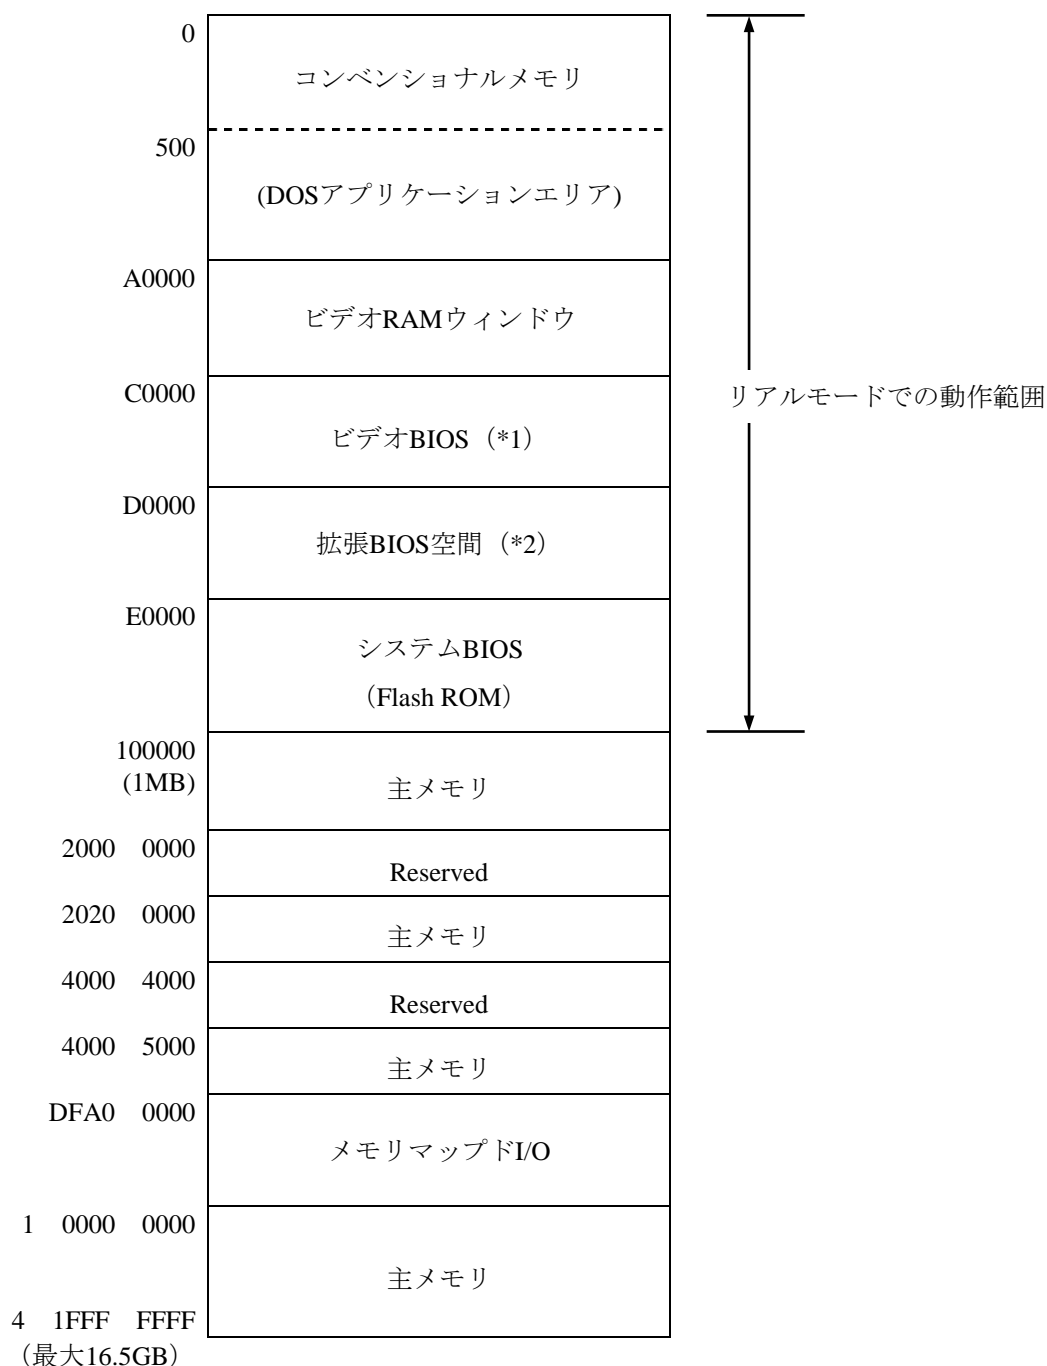 0
コンベンショナルメモリ
500
(DOSアプリケーションエリア)
A0000
ビデオRAMウィンドウ
C0000
リアルモードでの動作範囲
ビデオBIOS（*1）
D0000
拡張BIOS空間（*2）
E0000
システムBIOS
（Flash ROM）
100000
(1MB)
主メモリ
2000 0000
Reserved
2020 0000
主メモリ
4000 4000
Reserved
4000 5000
主メモリ
DFA0 0000
メモリマップドI/O
1 0000 0000
主メモリ
4 1FFF FFFF
（最大16.5GB）